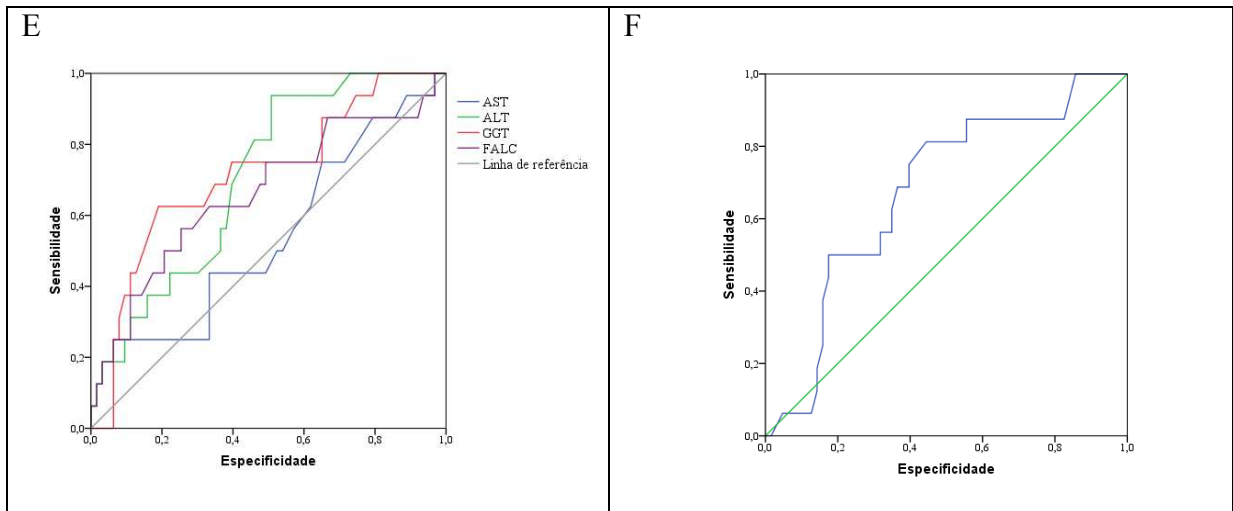 E
1,0
0,8
0,6
0,4
0,2
0,0
Sensibilidade
0,0 0,2 0,4 0,6 0,8 1,0
Especificidade
AST
ALT
GGT
FALC
Linha de referência
F
1,0
0,8
0,6
0,4
0,2
0,0
Sensibilidade
0,0 0,2 0,4 0,6 0,8 1,0
Especificidade